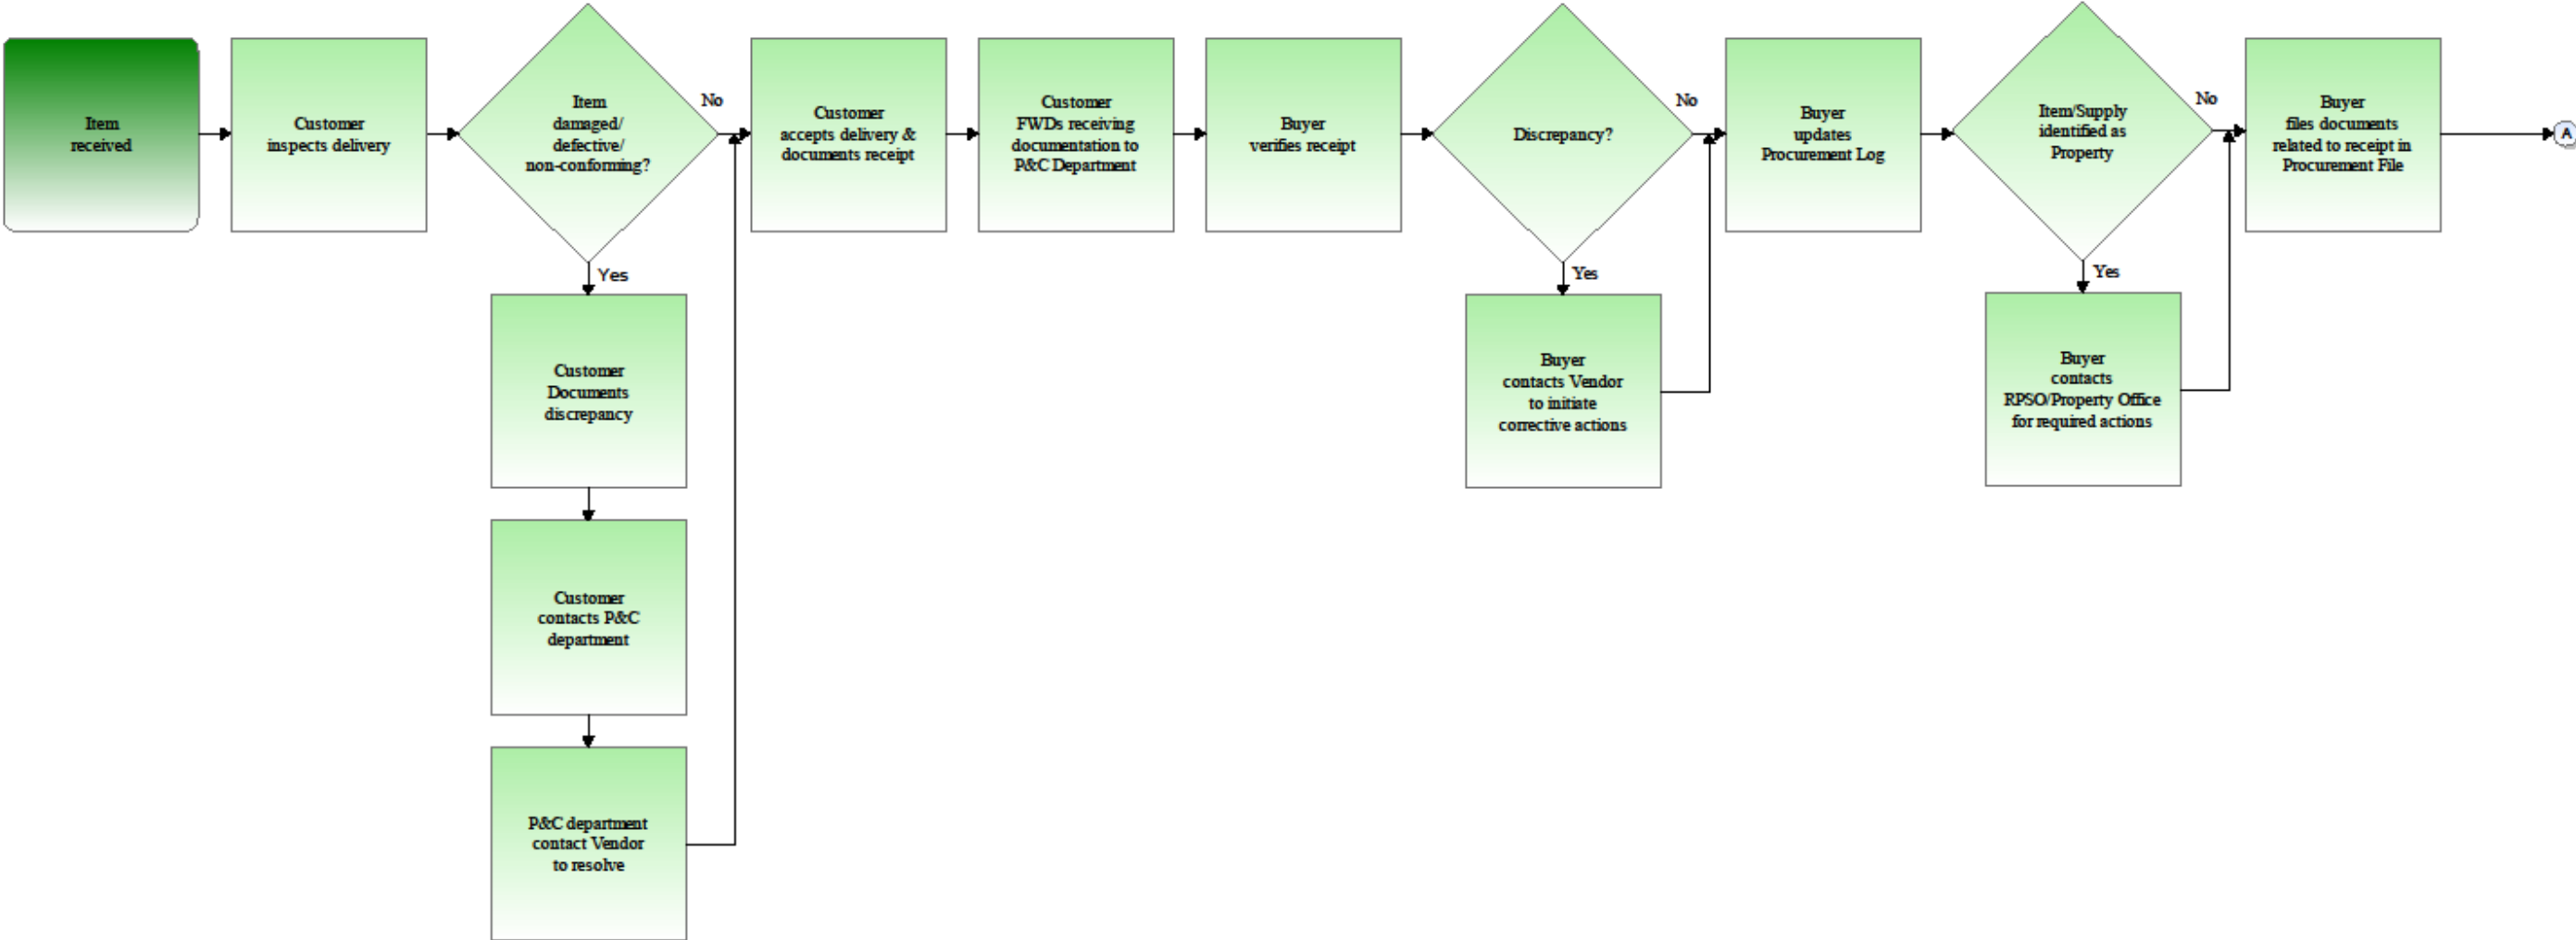 Item
received
Customer
inspects delivery
Item
damaged/
defective/
non-conforming?
No
Yes
Customer
Documents
discrepancy
Customer
contacts P&C
department
P&C department
contact Vendor
to resolve
Customer
accepts delivery &
documents receipt
Customer
FWDs receiving
documentation to
P&C Department
Buyer
verifies receipt
Discrepancy?
No
Yes
Buyer
contacts Vendor
to initiate
corrective actions
Buyer
updates
Procurement Log
Item/Supply
identified as
Property
No
Yes
Buyer
contacts
RPSO/Property Office
for required actions
Buyer
files documents
related to receipt in
Procurement File
A